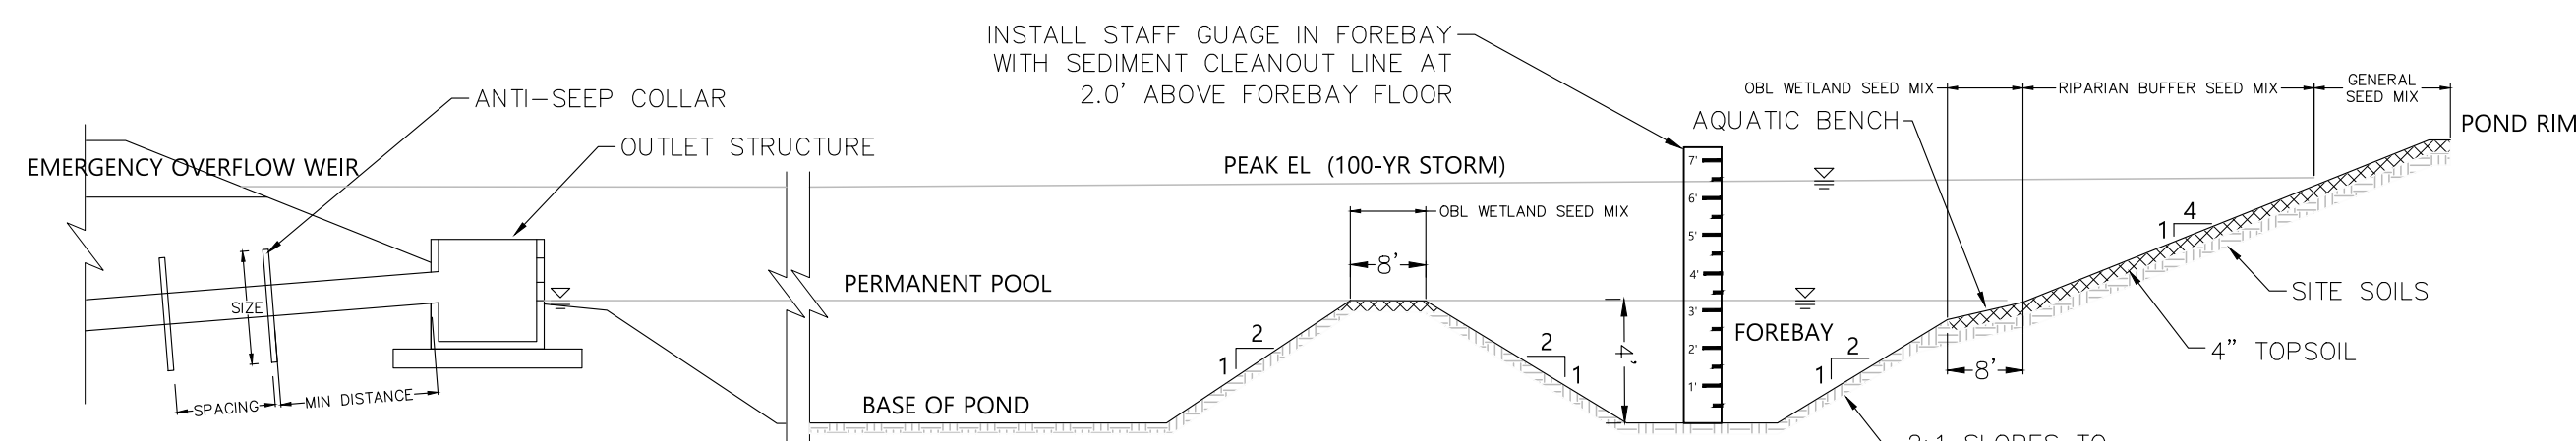 INSTALL STAFF GUAGE IN FOREBAY
WITH SEDIMENT CLEANOUT LINE AT
2.0' ABOVE FOREBAY FLOOR
ANTI-SEEP COLLAR
OUTLET STRUCTURE
EMERGENCY OVERFLOW WEIR
PEAK EL (100-YR STORM)
OBL WETLAND SEED MIX
RIPARIAN BUFFER SEED MIX
GENERAL
SEED MIX
AQUATIC BENCH
POND RIM
7'
6'
5'
4'
3'
2'
1'
OBL WETLAND SEED MIX
8'
PERMANENT POOL
SIZE
SPACING
MIN DISTANCE
BASE OF POND
2
1
2
1
4'
FOREBAY
2
1
8'
4
1
SITE SOILS
4" TOPSOIL
2:1 SLOPES TO